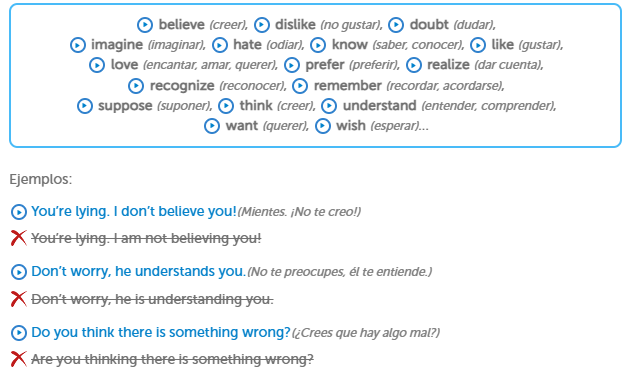 believe (creer), dislike (no gustar), doubt (dudar),
imagine (imaginar), hate (odiar), know (saber, conocer), like (gustar),
love (encantar, amar, querer), prefer (preferir), realize (dar cuenta),
recognize (reconocer), remember (recordar, acordarse),
suppose (suponer), think (creer), understand (entender, comprender),
want (querer), wish (esperar)...
Ejemplos:
You're lying. I don't believe you!(Mientes. ¡No te creo!)
You're lying. I am not believing you!
Don't worry, he understands you.(No te preocupes, él te entiende.)
Don't worry, he is understanding you.
Do you think there is something wrong?(¿Crees que hay algo mal?)
Are you thinking there is something wrong?